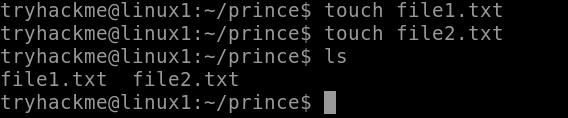 tryhackme@linux1:~/prince$ touch file1.txt
tryhackme@linux1:~/prince$ touch file2.txt
tryhackme@linux1:~/prince$ ls
file1.txt  file2.txt
tryhackme@linux1:~/prince$